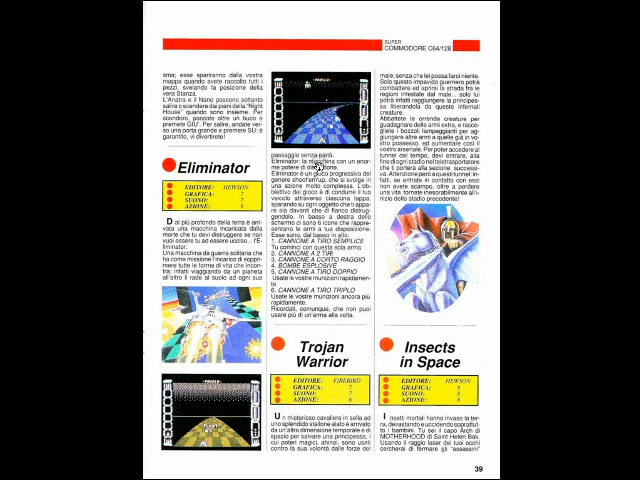 SUPER
COMMODORE C64/128
sma; esse spariranno dalla vostra
mappa quando avete raccolto tutti i
pezzi, svelando la posizione della
vera Stanza.
L'Anatra e il Nano possono soltanto
salire o scendere dai piani della "Night
House" quando sono insieme. Per
scendere, passate oltre un buco e
premete GIU'. Per salire, andate ver-
so una porta grande e premete SU: è
garantito, vi divertirete!
Eliminator
EDITORE: HEWSON
GRAFICA: 7
SUONO: 7
AZIONE: 8
Dal più profondo della terra è arri-
vata una macchina incaricata dalla
morte che tu devi distruggere se non
vuoi essere tu ad essere ucciso... l'E-
liminator.
Una macchina da guerra solitaria che
ha come missione l'incarico di soppri-
mere tutte le forme di vita che incon-
tra; infatti viaggiando da un pianeta
all'altro li rade al suolo ad ogni suo
passaggio senza pietà.
Eliminator: la macchina con un enor-
me potere di
Eliminator è un gioco progressivo del
genere shoot'em-up, che si svolge in
una azione molto complessa. L'ob-
biettivo del gioco è di condurre il tuo
veicolo attraverso ciascuna tappa,
sparando su ogni oggetto che ti appa-
re sia davanti che di fianco distrug-
gendolo. In basso a destra dello
schermo ci sono 6 icone che rappre-
sentano le armi a tua disposizione.
Esse sono, dal basso in alto:
1. CANNONE A TIRO SEMPLICE
Tu cominci con questa sola arma
2. CANNONE A 2 TIRI
3. CANNONE A CORTO RAGGIO
4. BOMBE ESPLOSIVE
5. CANNONE A TIRO DOPPIO
Usate le vostre munizioni rapidamen-
te
6. CANNONE A TIRO TRIPLO
Usate le vostre munizioni ancora più
rapidamente.
Ricordati, comunque, che non puoi
usare più di un'arma alla volta.
Trojan
Warrior
EDITORE: FIREBIRD
GRAFICA: 7
SUONO: 7
AZIONE: 6
Un misterioso cavaliere in sella ad
uno splendido stallone alato è arrivato
da un'altra dimensione temporale e di
spazio per salvare una principessa, i
cui poteri magici, ahinoi, sono usati
contro la sua volontà dalle forze del
male, senza che lei possa farci niente.
Solo questo impavido guerriero potrà
combattere ed aprirsi la strada fra le
regioni infestate dal male... solo lui
potrà infatti raggiungere la principes-
sa liberandola da queste infernali
creature.
Abbattete le orrende creature per
guadagnare delle armi extra, e racco-
gliete i bozzoli lampeggianti per ag-
giungere altre armi a quelle già in vo-
stro possesso, ed aumentare così il
vostro arsenale. Per poter accedere al
tunnel del tempo, devi entrare, alla
fine di ogni stadio nel teletrasportatore
che ti porterà alla sezione successi-
va. Attenzione però a questi tunnel: in-
fatti, se entrate in contatto con essi
non avete scampo, oltre a perdere
una vita tornate inesorabilmente all'i-
nizio dello stadio precedente!
Insects
in Space
EDITORE: HEWSON
GRAFICA: 8
SUONO: 8
AZIONE: 8
Insetti mortali hanno invaso la ter-
ra, devastando e uccidendo soprattut-
to i bambini. Tu sei il capo Arch di
MOTHERHOOD di Saint Helen Bak.
Usando il raggio laser dei tuoi occhi
cercherai di fermare gli "assassini"
39